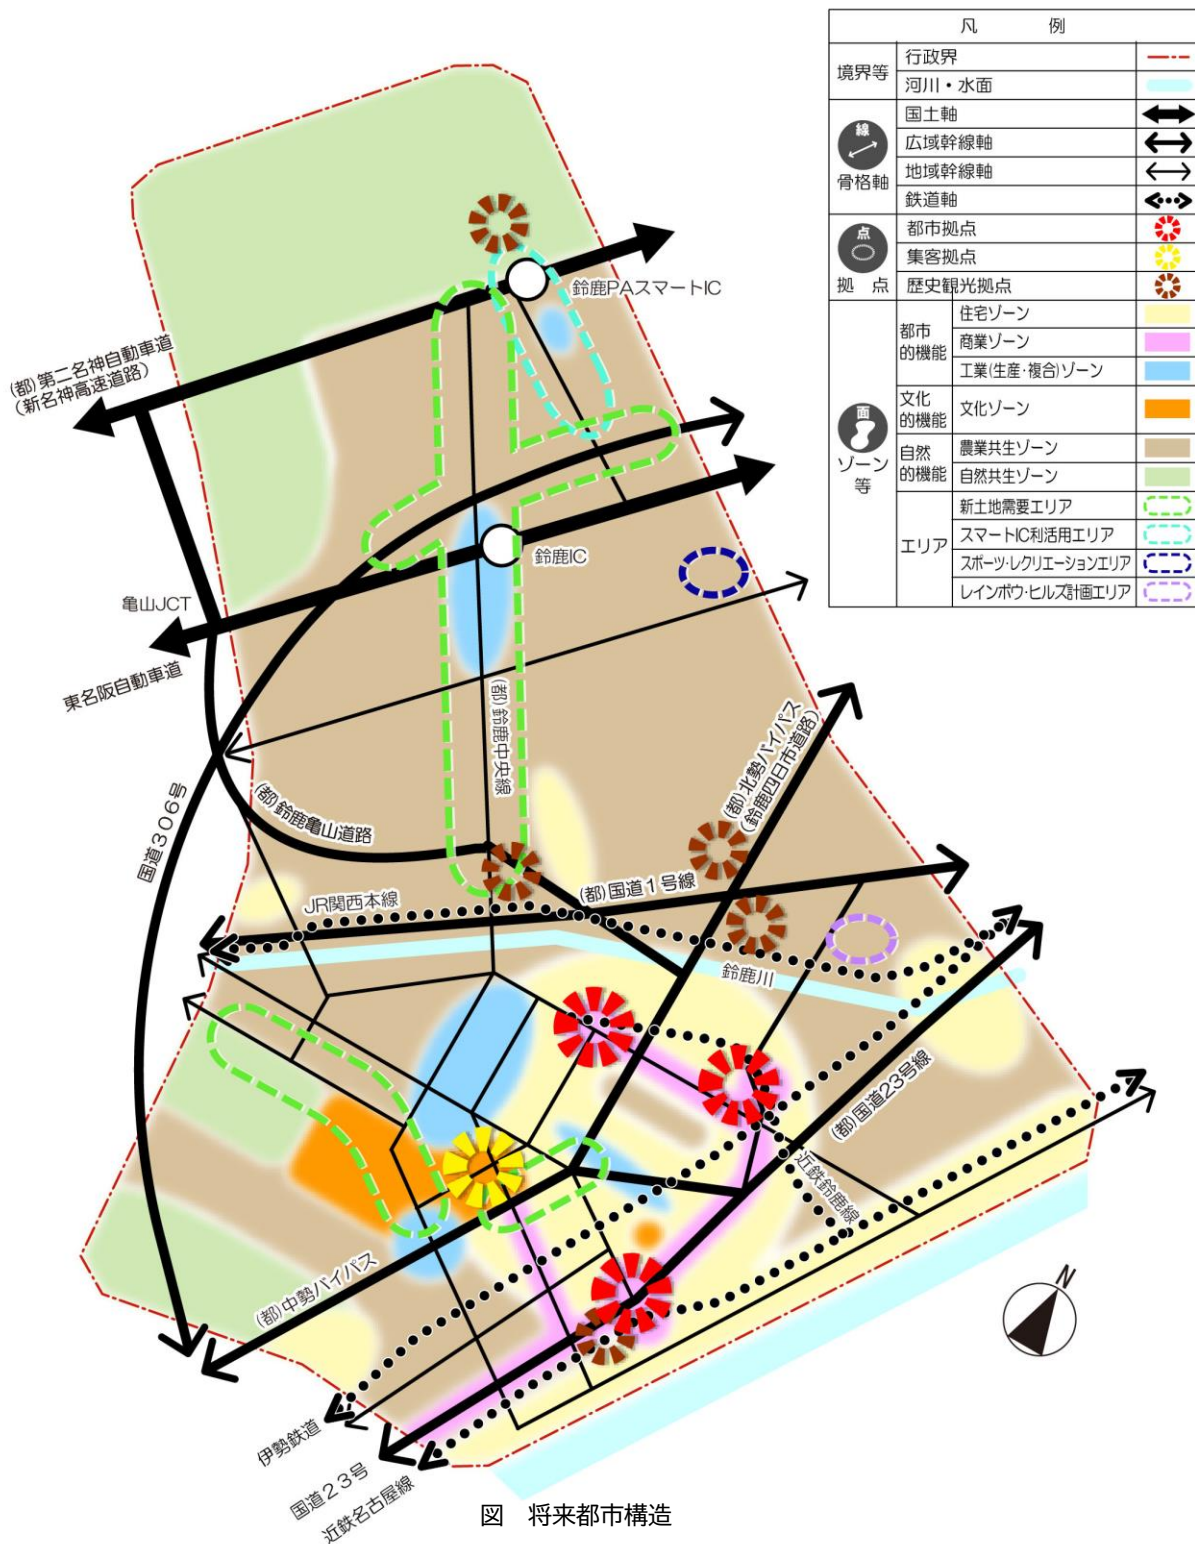 凡 例
境界等
行政界
河川・水面
線
骨格軸
国土軸
広域幹線軸
地域幹線軸
鉄道軸
点
拠 点
都市拠点
集客拠点
歴史観光拠点
面
ゾーン
等
都市
的機能
住宅ゾーン
商業ゾーン
工業(生産・複合)ゾーン
文化
的機能
文化ゾーン
自然
的機能
農業共生ゾーン
自然共生ゾーン
エリア
新土地需要エリア
スマートIC利活用エリア
スポーツ・レクリエーションエリア
レインボウ・ヒルズ計画エリア
鈴鹿PAスマートIC
(都)第二名神自動車道
(新名神高速道路)
鈴鹿IC
亀山JCT
東名阪自動車道
(都)鈴鹿中央線
(都)北勢バイパス
(鈴鹿四日市道路)
国道306号
(都)鈴鹿亀山道路
(都)国道1号線
JR関西本線
鈴鹿川
(都)国道23号線
近鉄鈴鹿線
(都)中勢バイパス
伊勢鉄道
国道23号
近鉄名古屋線
N
図 将来都市構造